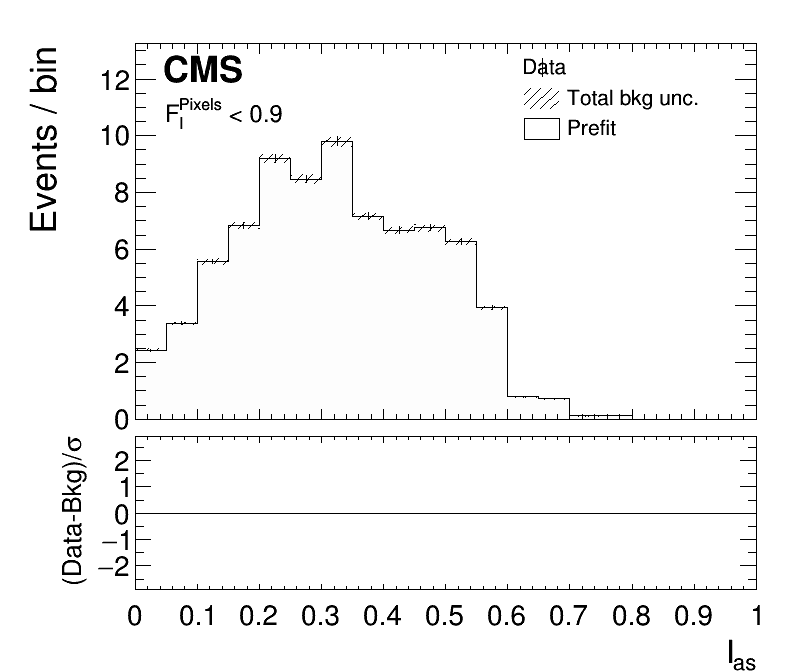 CMS
F_I^Pixels < 0.9
Data
Total bkg unc.
Prefit
Events / bin
12
10
8
6
4
2
0
(Data-Bkg)/σ
2
1
0
−1
−2
0 0.1 0.2 0.3 0.4 0.5 0.6 0.7 0.8 0.9 1
I_as